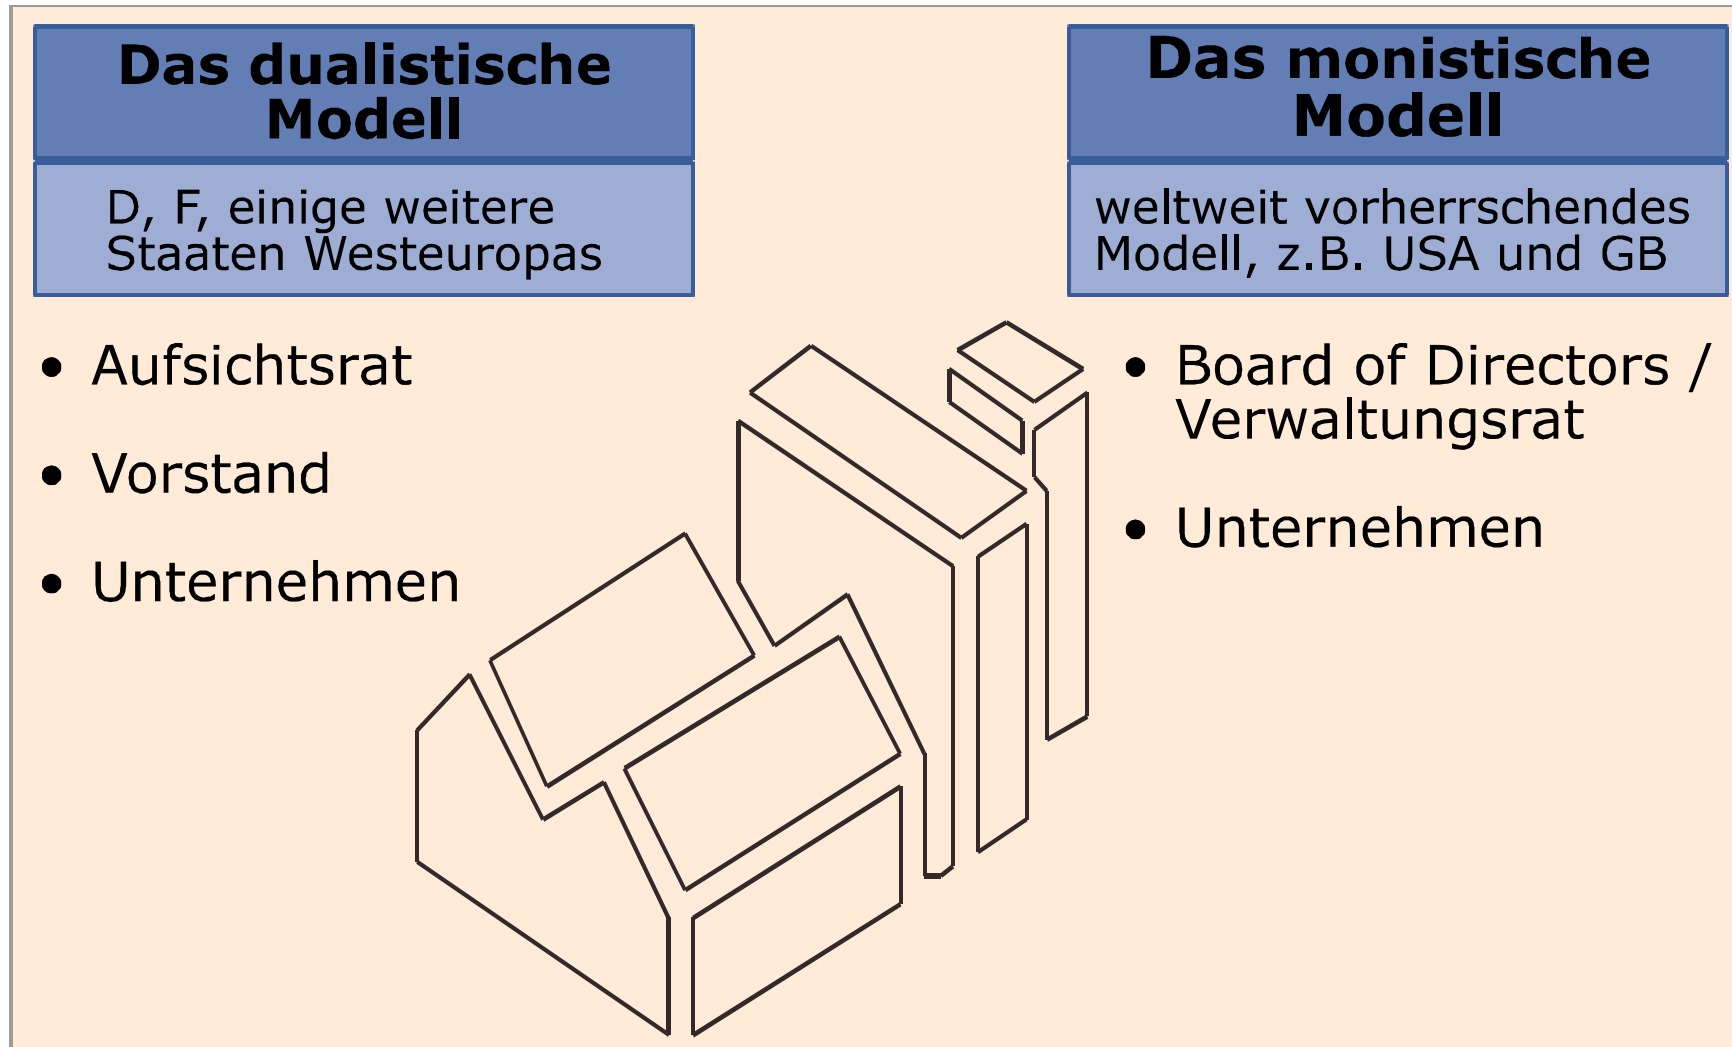 Das dualistische
Modell
D, F, einige weitere
Staaten Westeuropas
• Aufsichtsrat
• Vorstand
• Unternehmen
Das monistische
Modell
weltweit vorherrschendes
Modell, z.B. USA und GB
• Board of Directors /
Verwaltungsrat
• Unternehmen